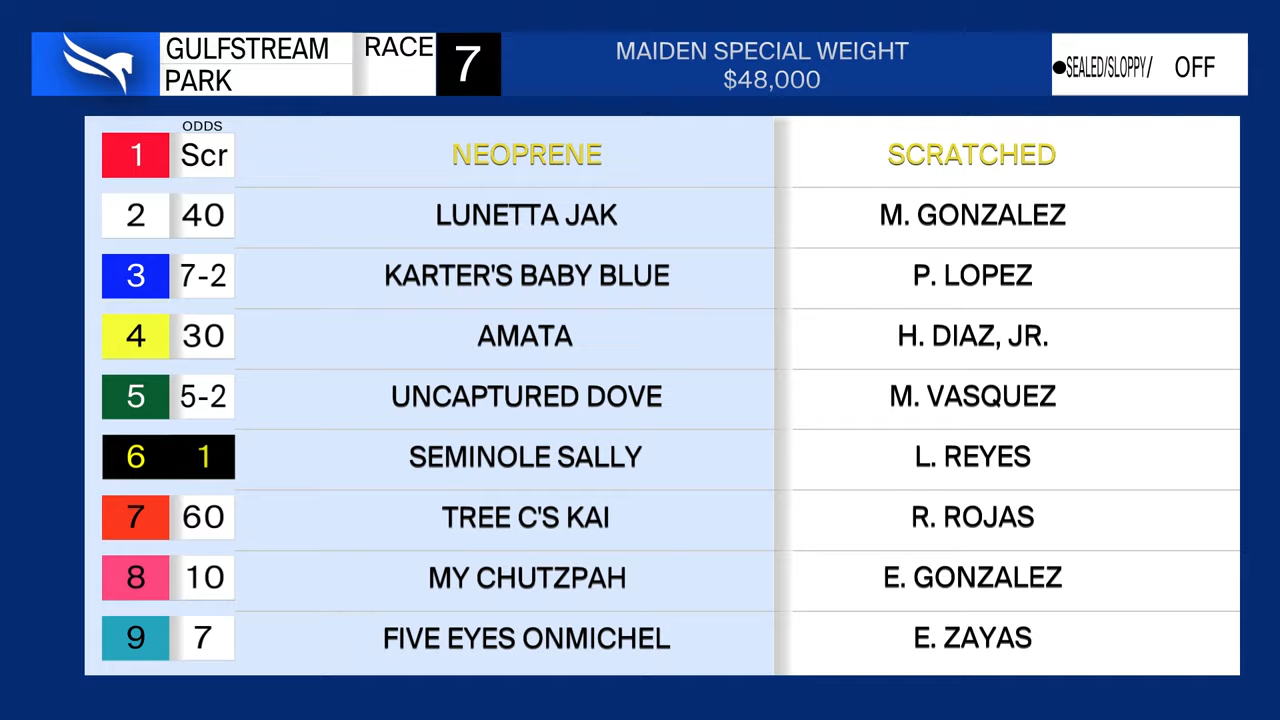 GULFSTREAM PARK RACE 7 MAIDEN SPECIAL WEIGHT $48,000 SEALED/SLOPPY/ OFF
ODDS
1 Scr NEOPRENE SCRATCHED
2 40 LUNETTA JAK M. GONZALEZ
3 7-2 KARTER'S BABY BLUE P. LOPEZ
4 30 AMATA H. DIAZ, JR.
5 5-2 UNCAPTURED DOVE M. VASQUEZ
6 1 SEMINOLE SALLY L. REYES
7 60 TREE C'S KAI R. ROJAS
8 10 MY CHUTZPAH E. GONZALEZ
9 7 FIVE EYES ONMICHEL E. ZAYAS